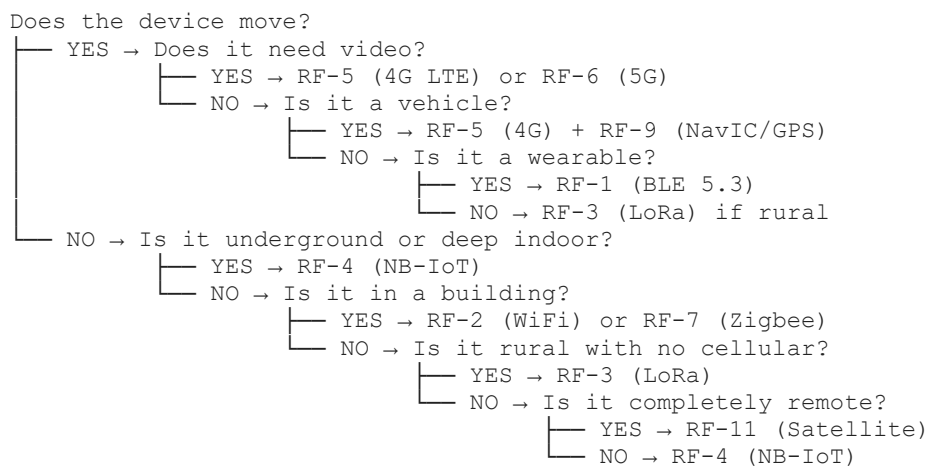 Does the device move?
├── YES → Does it need video?
│         ├── YES → RF-5 (4G LTE) or RF-6 (5G)
│         └── NO → Is it a vehicle?
│                   ├── YES → RF-5 (4G) + RF-9 (NavIC/GPS)
│                   └── NO → Is it a wearable?
│                             ├── YES → RF-1 (BLE 5.3)
│                             └── NO → RF-3 (LoRa) if rural
└── NO → Is it underground or deep indoor?
          ├── YES → RF-4 (NB-IoT)
          └── NO → Is it in a building?
                    ├── YES → RF-2 (WiFi) or RF-7 (Zigbee)
                    └── NO → Is it rural with no cellular?
                              ├── YES → RF-3 (LoRa)
                              └── NO → Is it completely remote?
                                        ├── YES → RF-11 (Satellite)
                                        └── NO → RF-4 (NB-IoT)